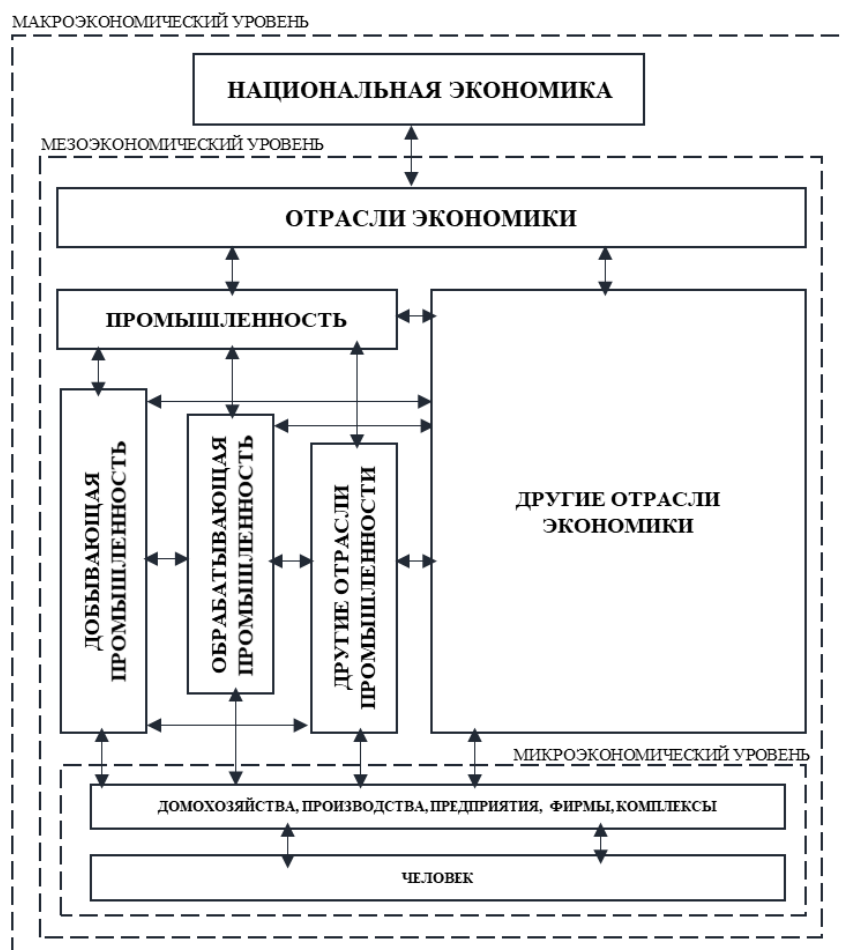 МАКРОЭКОНОМИЧЕСКИЙ УРОВЕНЬ
НАЦИОНАЛЬНАЯ ЭКОНОМИКА
МЕЗОЭКОНОМИЧЕСКИЙ УРОВЕНЬ
ОТРАСЛИ ЭКОНОМИКИ
ПРОМЫШЛЕННОСТЬ
ДОБЫВАЮЩАЯ
ПРОМЫШЛЕННОСТЬ
ОБРАБАТЫВАЮЩАЯ
ПРОМЫШЛЕННОСТЬ
ДРУГИЕ ОТРАСЛИ
ПРОМЫШЛЕННОСТИ
ДРУГИЕ ОТРАСЛИ
ЭКОНОМИКИ
МИКРОЭКОНОМИЧЕСКИЙ УРОВЕНЬ
ДОМОХОЗЯЙСТВА, ПРОИЗВОДСТВА, ПРЕДПРИЯТИЯ, ФИРМЫ, КОМПЛЕКСЫ
ЧЕЛОВЕК